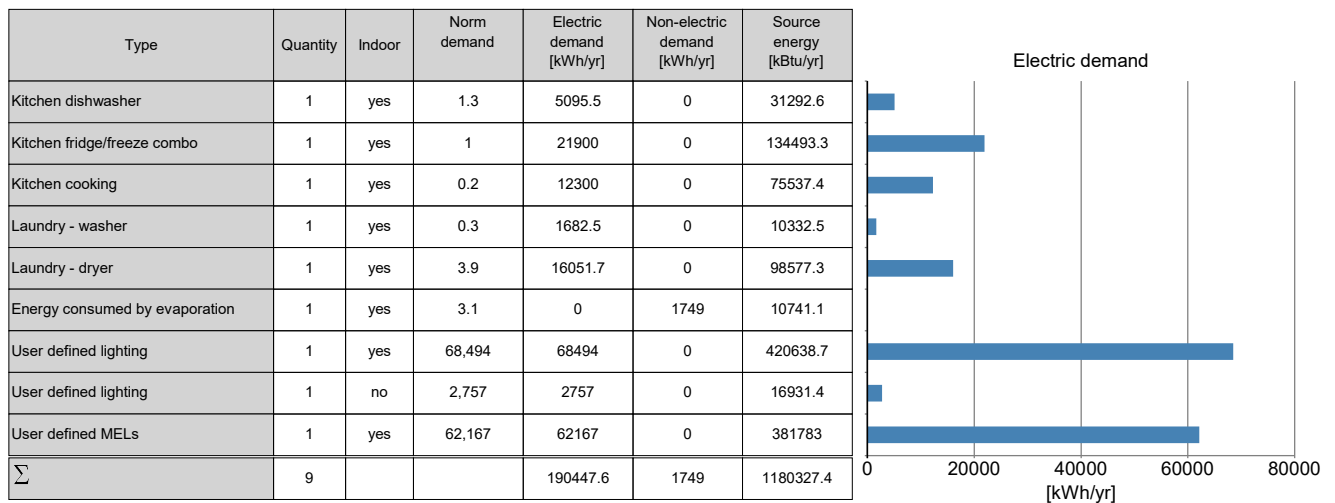 Type Quantity Indoor Norm demand Electric demand [kWh/yr] Non-electric demand [kWh/yr] Source energy [kBtu/yr]
Kitchen dishwasher 1 yes 1.3 5095.5 0 31292.6
Kitchen fridge/freeze combo 1 yes 1 21900 0 134493.3
Kitchen cooking 1 yes 0.2 12300 0 75537.4
Laundry - washer 1 yes 0.3 1682.5 0 10332.5
Laundry - dryer 1 yes 3.9 16051.7 0 98577.3
Energy consumed by evaporation 1 yes 3.1 0 1749 10741.1
User defined lighting 1 yes 68,494 68494 0 420638.7
User defined lighting 1 no 2,757 2757 0 16931.4
User defined MELs 1 yes 62,167 62167 0 381783
∑ 9 190447.6 1749 1180327.4
Electric demand
0 20000 40000 60000 80000
[kWh/yr]